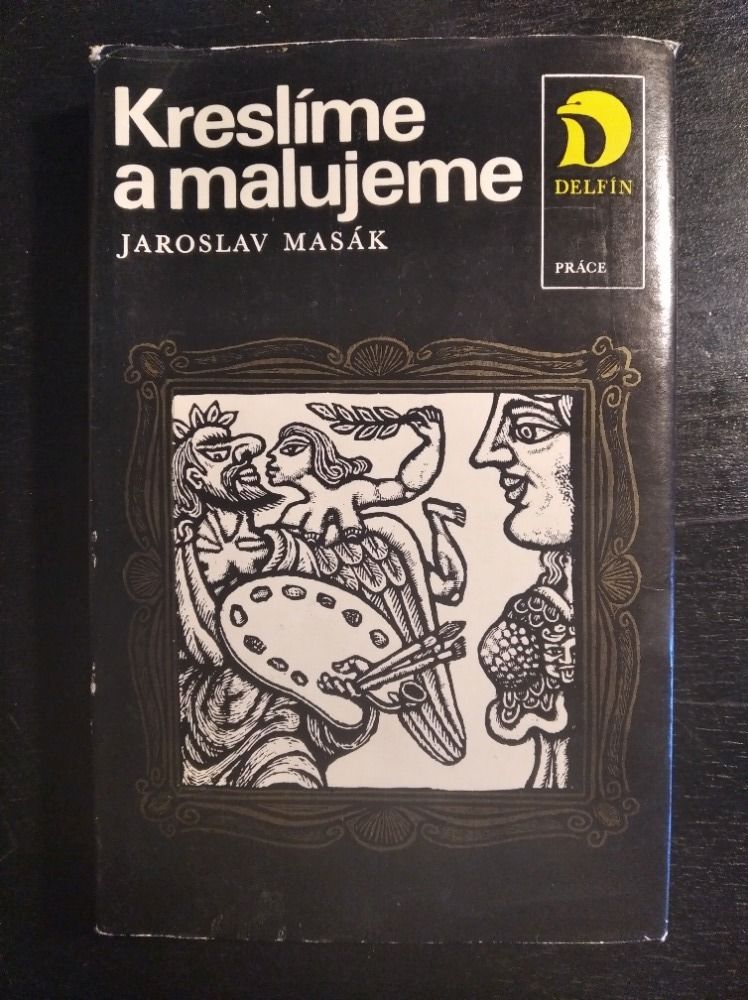 Kreslíme
a malujeme
JAROSLAV MASÁK
DELFÍN
PRÁCE